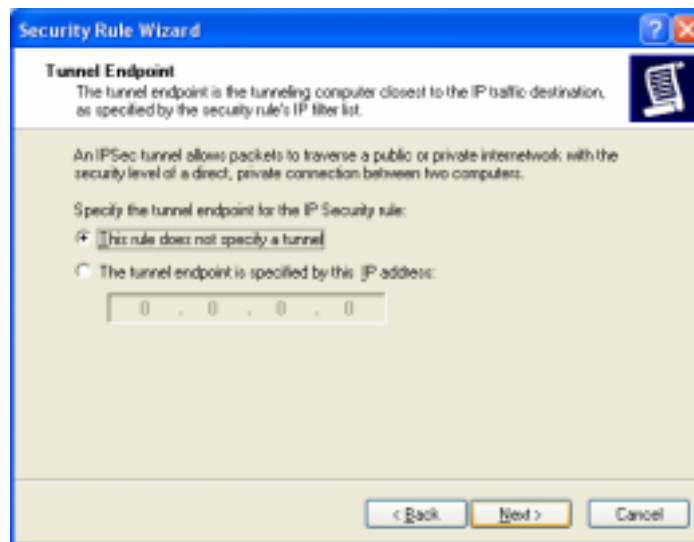 Security Rule Wizard
Tunnel Endpoint
The tunnel endpoint is the tunneling computer closest to the IP traffic destination,
as specified by the security rule's IP filter list.
An IPSec tunnel allows packets to traverse a public or private internetwork with the
security level of a direct, private connection between two computers.
Specify the tunnel endpoint for the IP Security rule:
This rule does not specify a tunnel
The tunnel endpoint is specified by this IP address:
0 . 0 . 0 . 0
< Back Next > Cancel